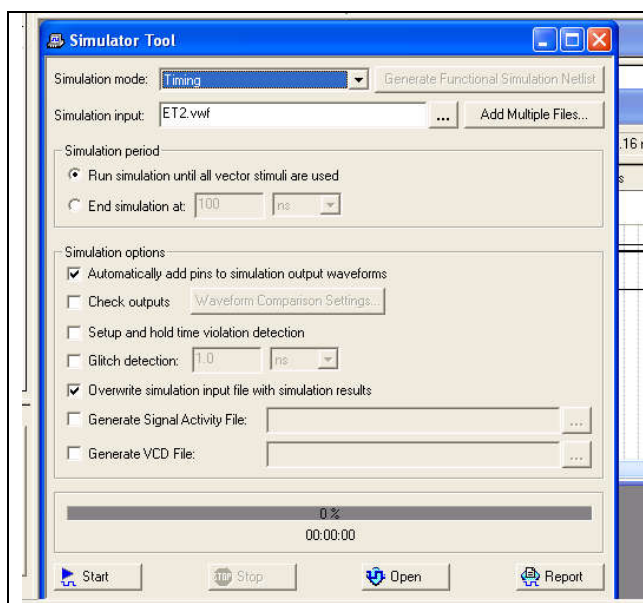 Simulator Tool
Simulation mode: Timing Generate Functional Simulation Netlist
Simulation input: ET2.vwf ... Add Multiple Files...
.16
Simulation period
s
Run simulation until all vector stimuli are used
End simulation at: 100 ns
Simulation options
Automatically add pins to simulation output waveforms
Check outputs Waveform Comparison Settings...
Setup and hold time violation detection
Glitch detection: 1.0 ns
Overwrite simulation input file with simulation results
Generate Signal Activity File: ...
Generate VCD File: ...
0 %
00:00:00
Start STOP Stop Open Report